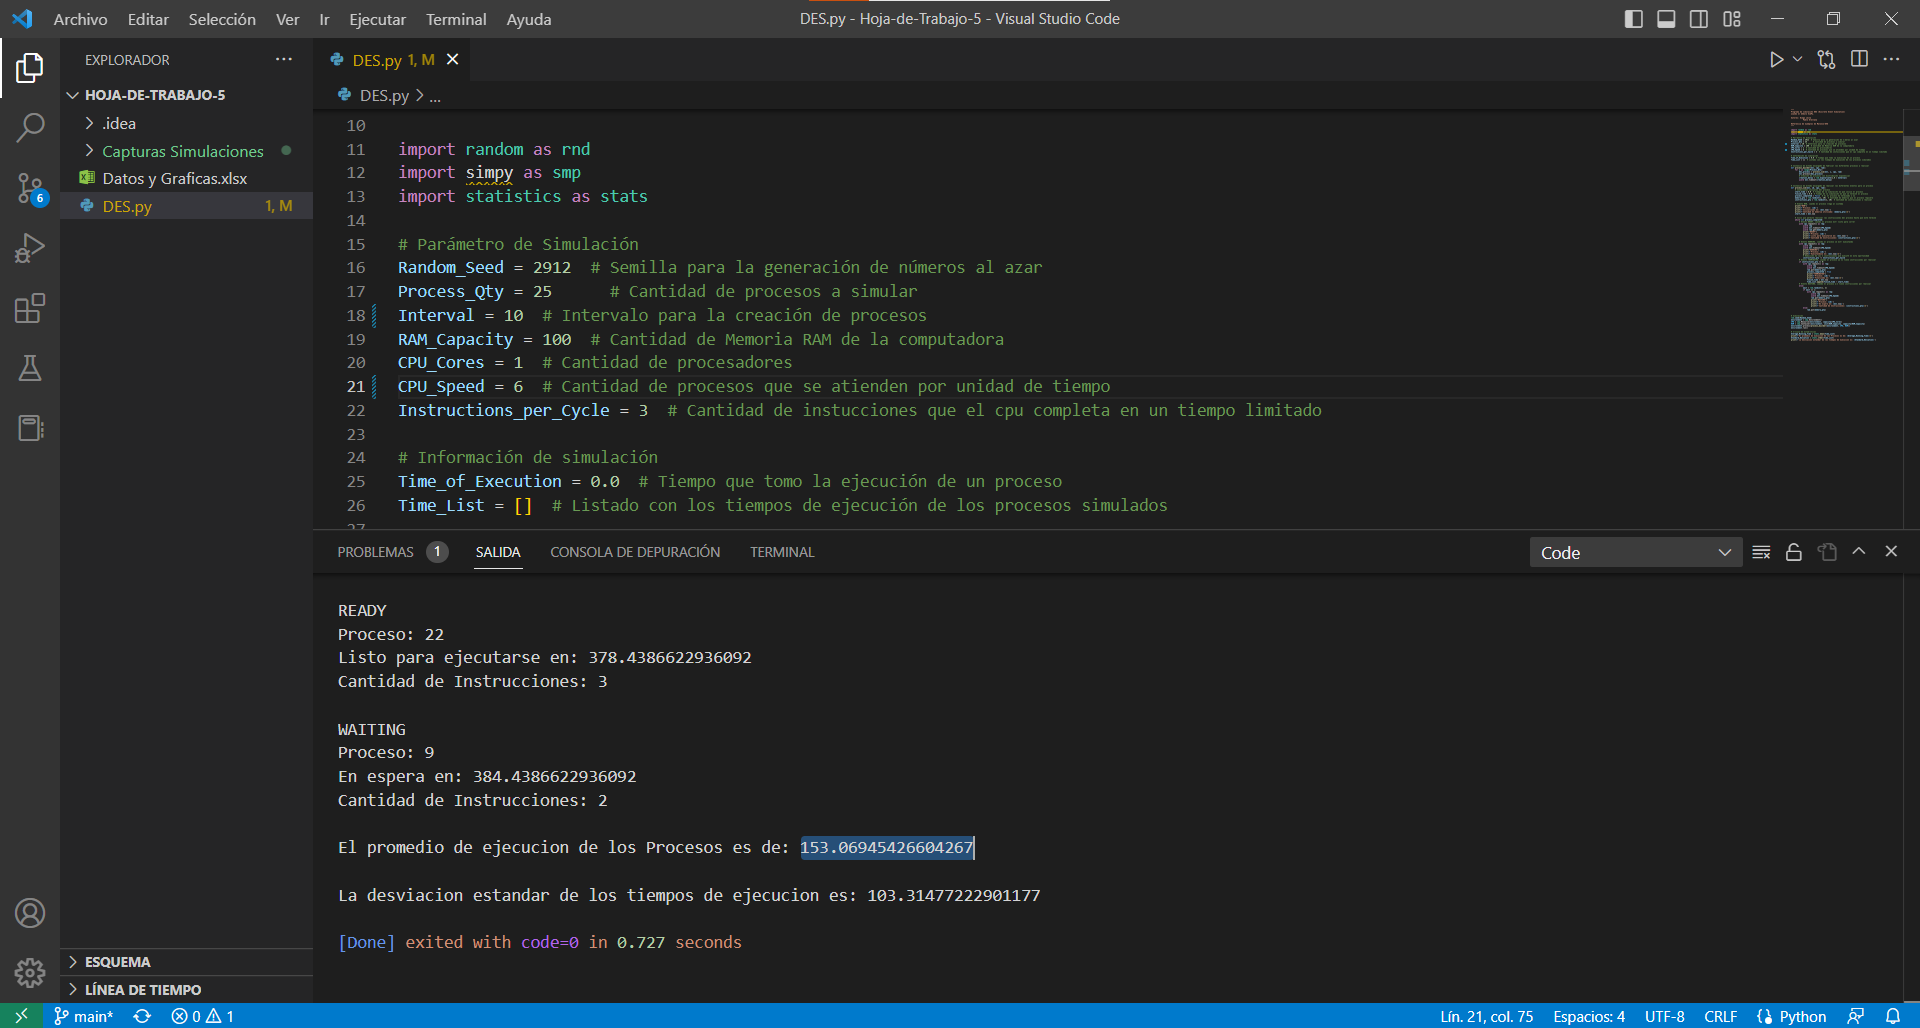 Archivo Editar Selección Ver Ir Ejecutar Terminal Ayuda
DES.py - Hoja-de-Trabajo-5 - Visual Studio Code
EXPLORADOR
HOJA-DE-TRABAJO-5
.idea
Capturas Simulaciones
Datos y Graficas.xlsx
DES.py 1, M
6
ESQUEMA
LÍNEA DE TIEMPO
DES.py 1, M
DES.py > ...
10
11 import random as rnd
12 import simpy as smp
13 import statistics as stats
14
15 # Parámetro de Simulación
16 Random_Seed = 2912 # Semilla para la generación de números al azar
17 Process_Qty = 25 # Cantidad de procesos a simular
18 Interval = 10 # Intervalo para la creación de procesos
19 RAM_Capacity = 100 # Cantidad de Memoria RAM de la computadora
20 CPU_Cores = 1 # Cantidad de procesadores
21 CPU_Speed = 6 # Cantidad de procesos que se atienden por unidad de tiempo
22 Instructions_per_Cycle = 3 # Cantidad de instucciones que el cpu completa en un tiempo limitado
23
24 # Información de simulación
25 Time_of_Execution = 0.0 # Tiempo que tomo la ejecución de un proceso
26 Time_List = [] # Listado con los tiempos de ejecución de los procesos simulados
27
PROBLEMAS 1 SALIDA CONSOLA DE DEPURACIÓN TERMINAL
Code
READY
Proceso: 22
Listo para ejecutarse en: 378.4386622936092
Cantidad de Instrucciones: 3
WAITING
Proceso: 9
En espera en: 384.4386622936092
Cantidad de Instrucciones: 2
El promedio de ejecucion de los Procesos es de: 153.06945426604267
La desviacion estandar de los tiempos de ejecucion es: 103.31477222901177
[Done] exited with code=0 in 0.727 seconds
main* 0 1
Lín. 21, col. 75 Espacios: 4 UTF-8 CRLF Python